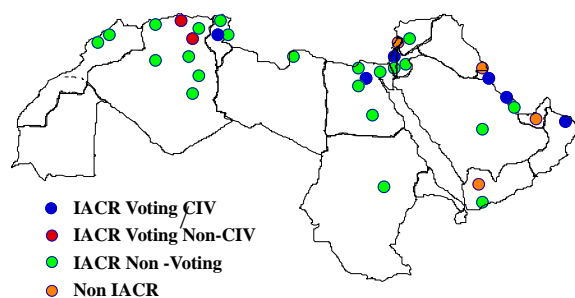 IACR Voting CIV
IACR Voting Non-CIV
IACR Non -Voting
Non IACR